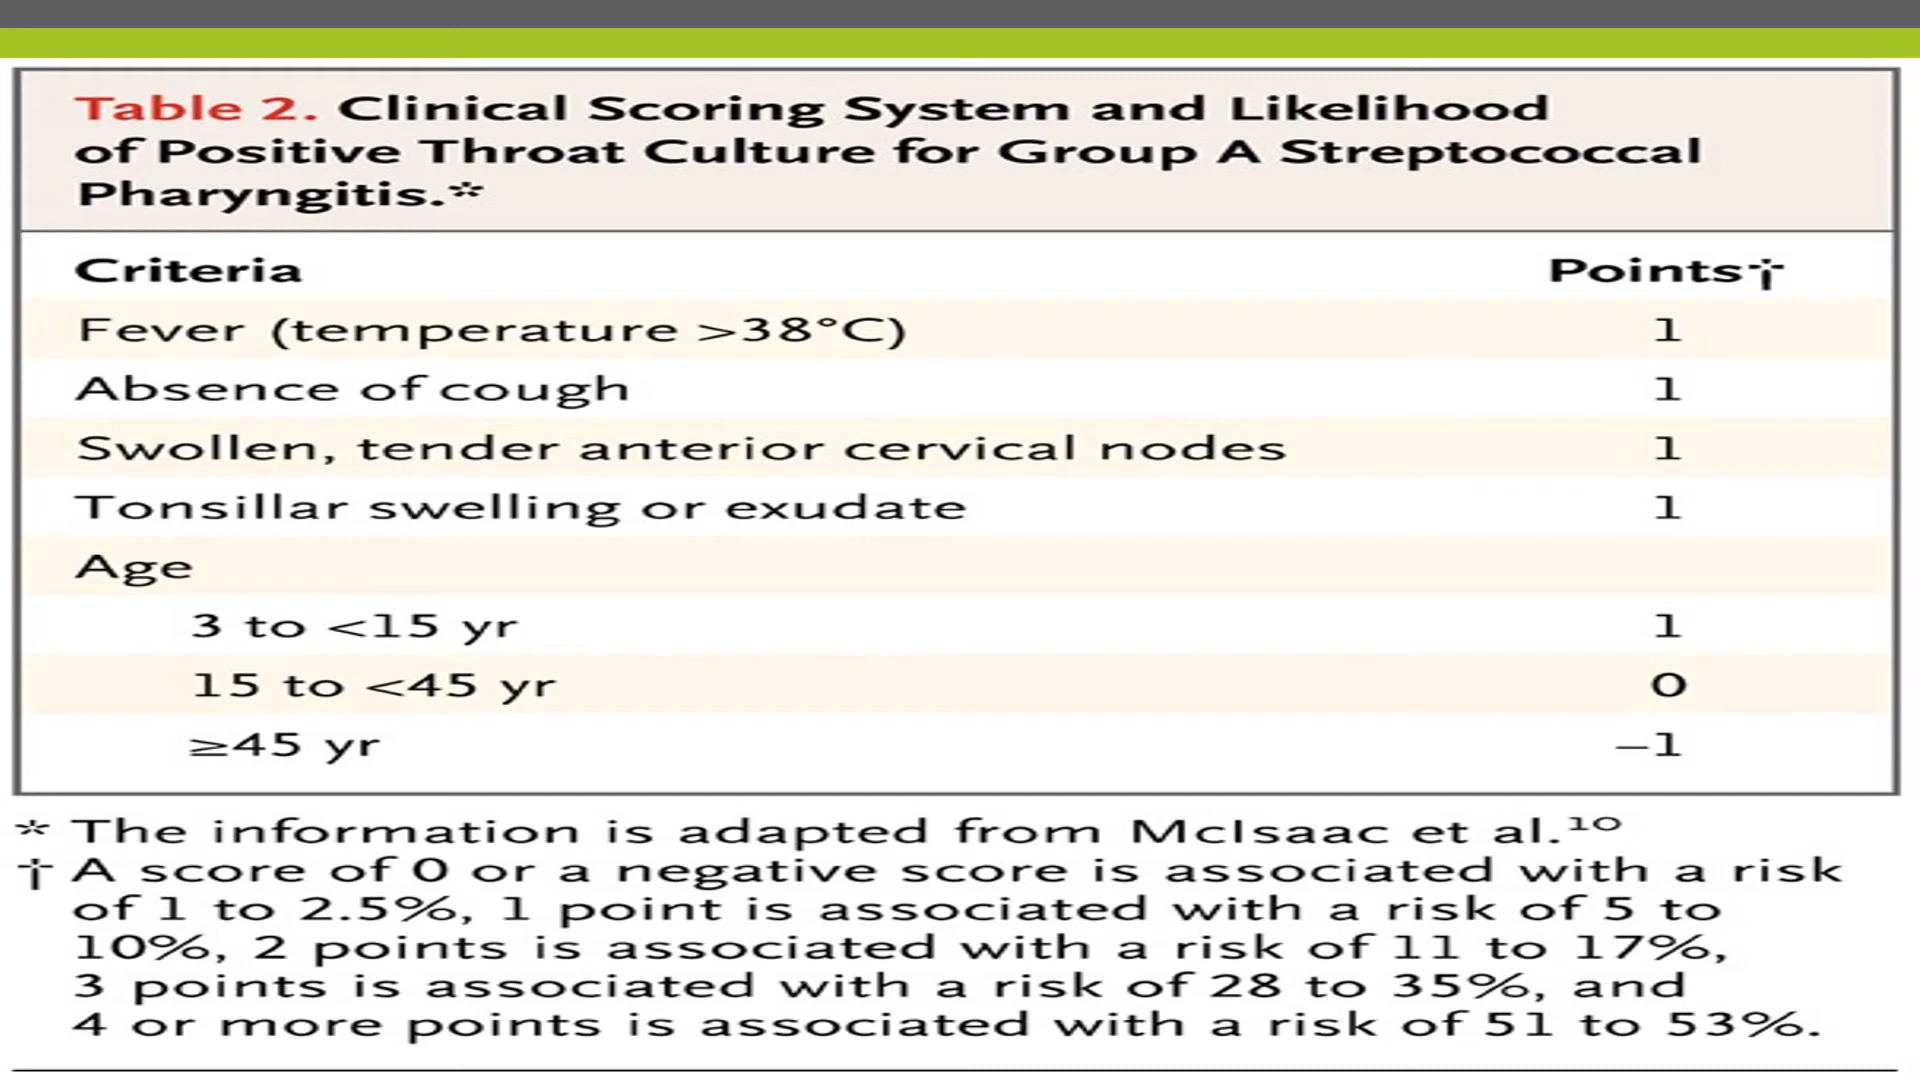 Table 2. Clinical Scoring System and Likelihood
of Positive Throat Culture for Group A Streptococcal
Pharyngitis.*
Criteria Points†
Fever (temperature >38°C) 1
Absence of cough 1
Swollen, tender anterior cervical nodes 1
Tonsillar swelling or exudate 1
Age
3 to <15 yr 1
15 to <45 yr 0
≥45 yr –1
* The information is adapted from McIsaac et al.¹⁰
† A score of 0 or a negative score is associated with a risk
of 1 to 2.5%, 1 point is associated with a risk of 5 to
10%, 2 points is associated with a risk of 11 to 17%,
3 points is associated with a risk of 28 to 35%, and
4 or more points is associated with a risk of 51 to 53%.